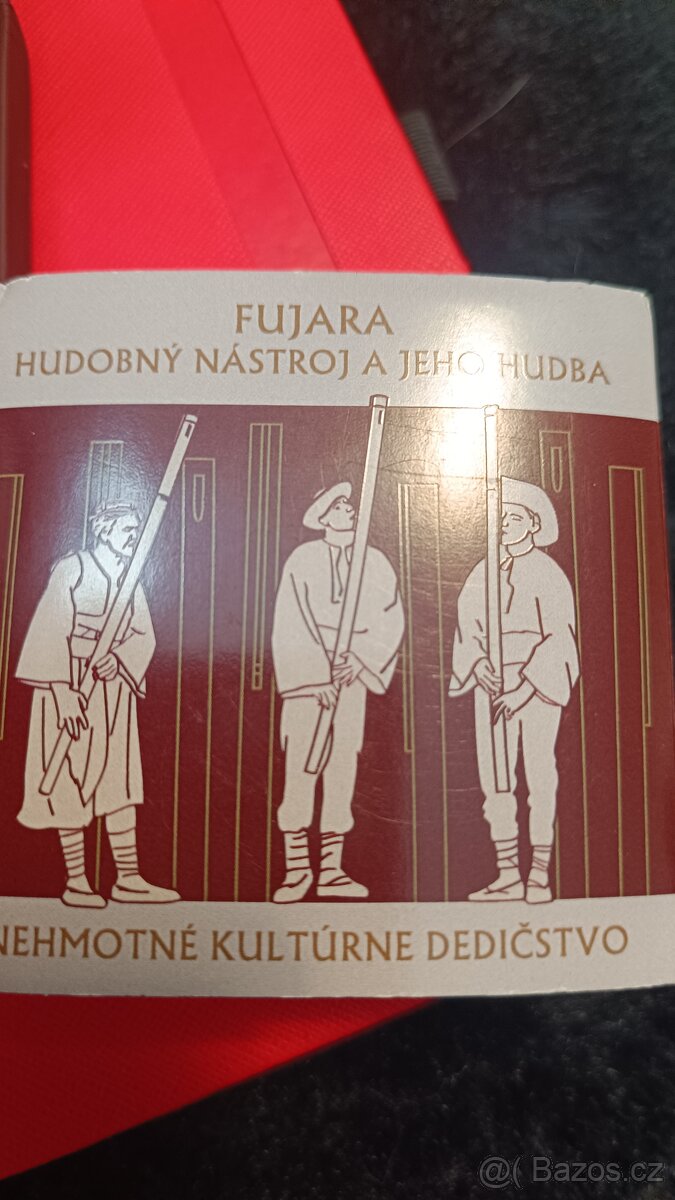 FUJARA
HUDOBNÝ NÁSTROJ A JEHO HUDBA
NEHMOTNÉ KULTÚRNE DEDIČSTVO
@( Bazos.cz